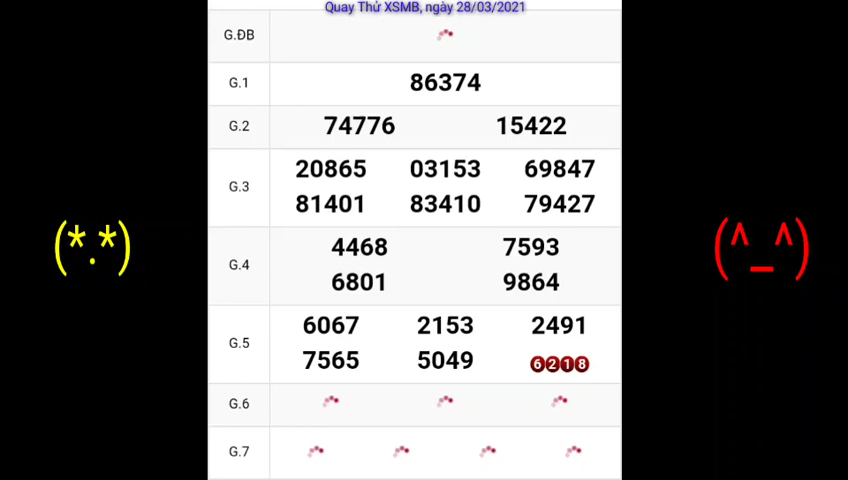 Quay Thử XSMB, ngày 28/03/2021
G.ĐB
G.1 86374
G.2 74776 15422
G.3 20865 03153 69847
81401 83410 79427
G.4 4468 7593
6801 9864
G.5 6067 2153 2491
7565 5049 6218
G.6
G.7
(*.*)
(^_^)